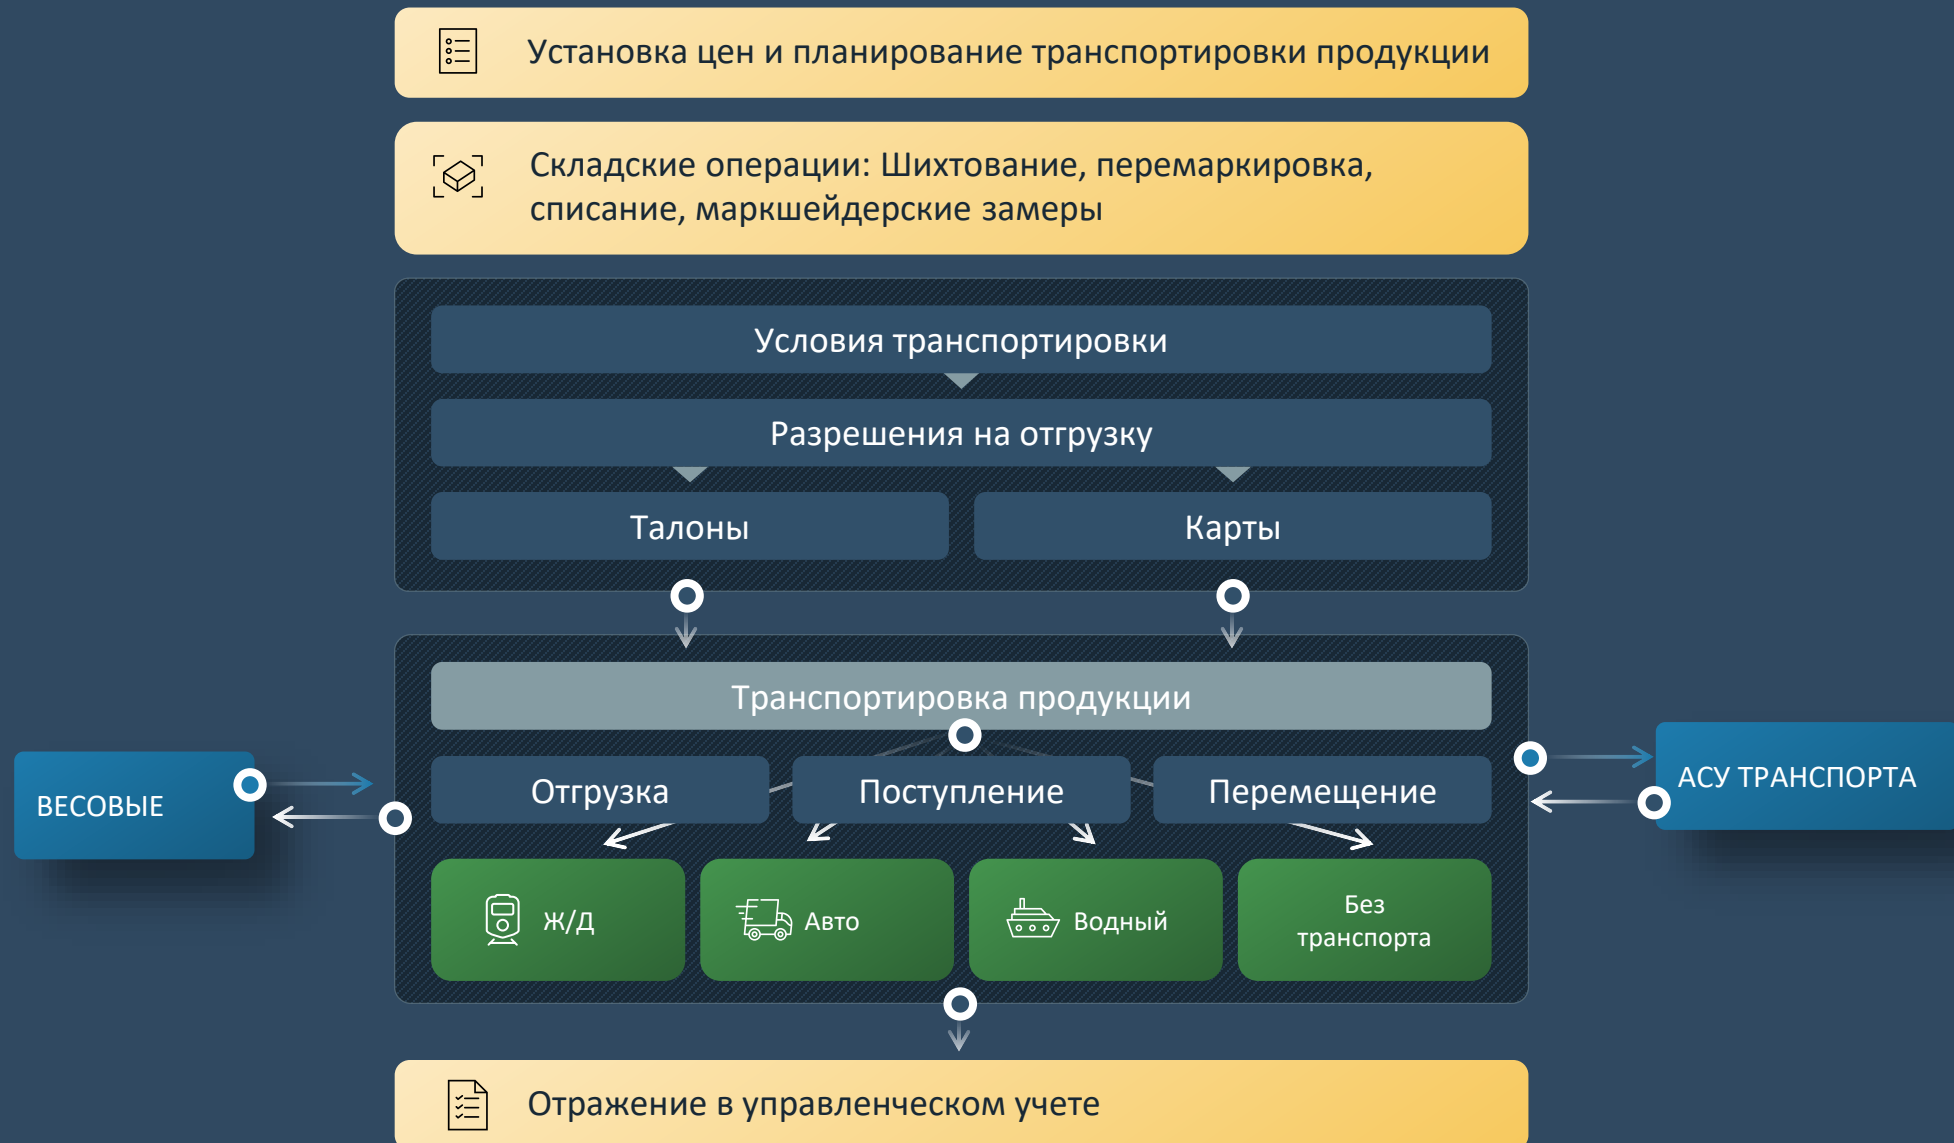 Установка цен и планирование транспортировки продукции
Складские операции: Шихтование, перемаркировка,
списание, маркшейдерские замеры
Условия транспортировки
Разрешения на отгрузку
Талоны
Карты
Транспортировка продукции
ВЕСОВЫЕ
Отгрузка
Поступление
Перемещение
АСУ ТРАНСПОРТА
Ж/Д
Авто
Водный
Без
транспорта
Отражение в управленческом учете